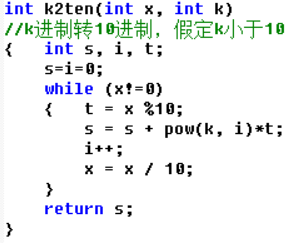 int k2ten(int x, int k)
//k进制转10进制，假定k小于10
{   int s, i, t;
    s=i=0;
    while (x!=0)
    {   t = x %10;
        s = s + pow(k, i)*t;
        i++;
        x = x / 10;
    }
    return s;
}